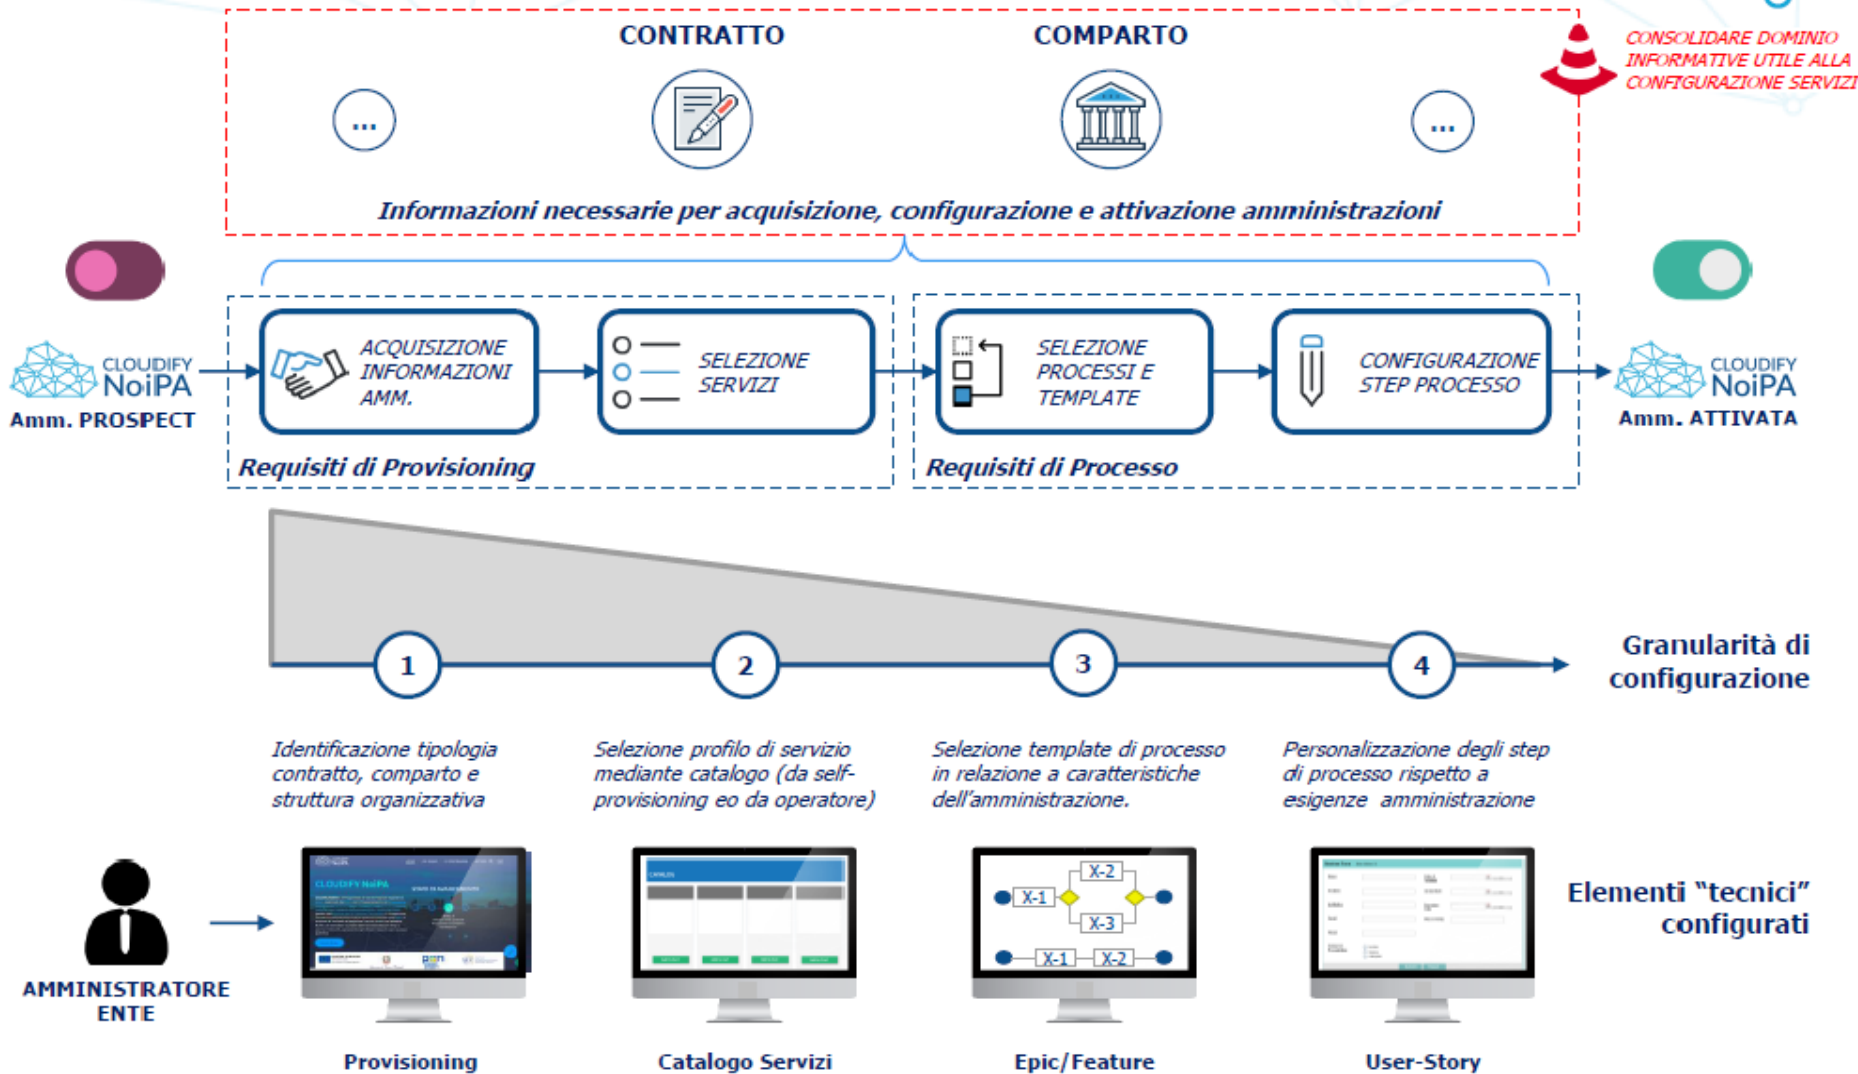 CONTRATTO
COMPARTO
CONSOLIDARE DOMINIO
INFORMATIVE UTILE ALLA
CONFIGURAZIONE SERVIZI
...
...
Informazioni necessarie per acquisizione, configurazione e attivazione amministrazioni
CLOUDIFY
NoiPA
Amm. PROSPECT
ACQUISIZIONE
INFORMAZIONI
AMM.
SELEZIONE
SERVIZI
Requisiti di Provisioning
SELEZIONE
PROCESSI E
TEMPLATE
CONFIGURAZIONE
STEP PROCESSO
Requisiti di Processo
CLOUDIFY
NoiPA
Amm. ATTIVATA
1
2
3
4
Granularità di
configurazione
Identificazione tipologia
contratto, comparto e
struttura organizzativa
Selezione profilo di servizio
mediante catalogo (da self-
provisioning eo da operatore)
Selezione template di processo
in relazione a caratteristiche
dell'amministrazione.
Personalizzazione degli step
di processo rispetto a
esigenze amministrazione
AMMINISTRATORE
ENTE
CLOUDIFY NoiPA
X-1
X-2
X-3
X-1
X-2
Elementi "tecnici"
configurati
Provisioning
Catalogo Servizi
Epic/Feature
User-Story